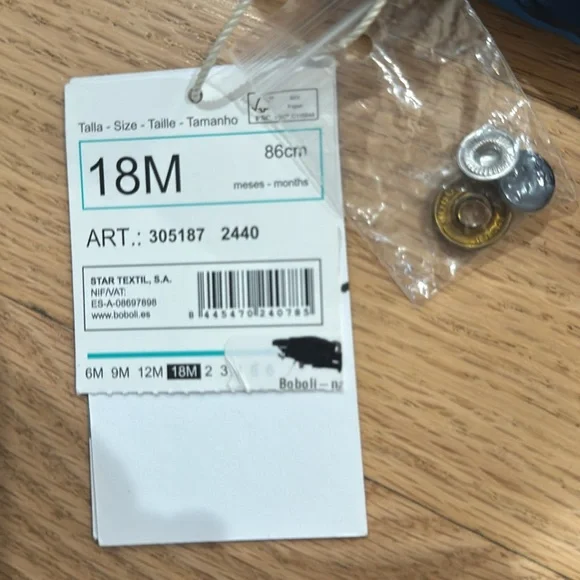 Talla - Size - Taille - Tamanho
18M
86cm
meses - months
ART.: 305187 2440
STAR TEXTIL, S.A.
NIF/VAT:
ES-A-08697898
www.boboli.es
8 445470 240785
6M 9M 12M 18M 2 3
Boboli